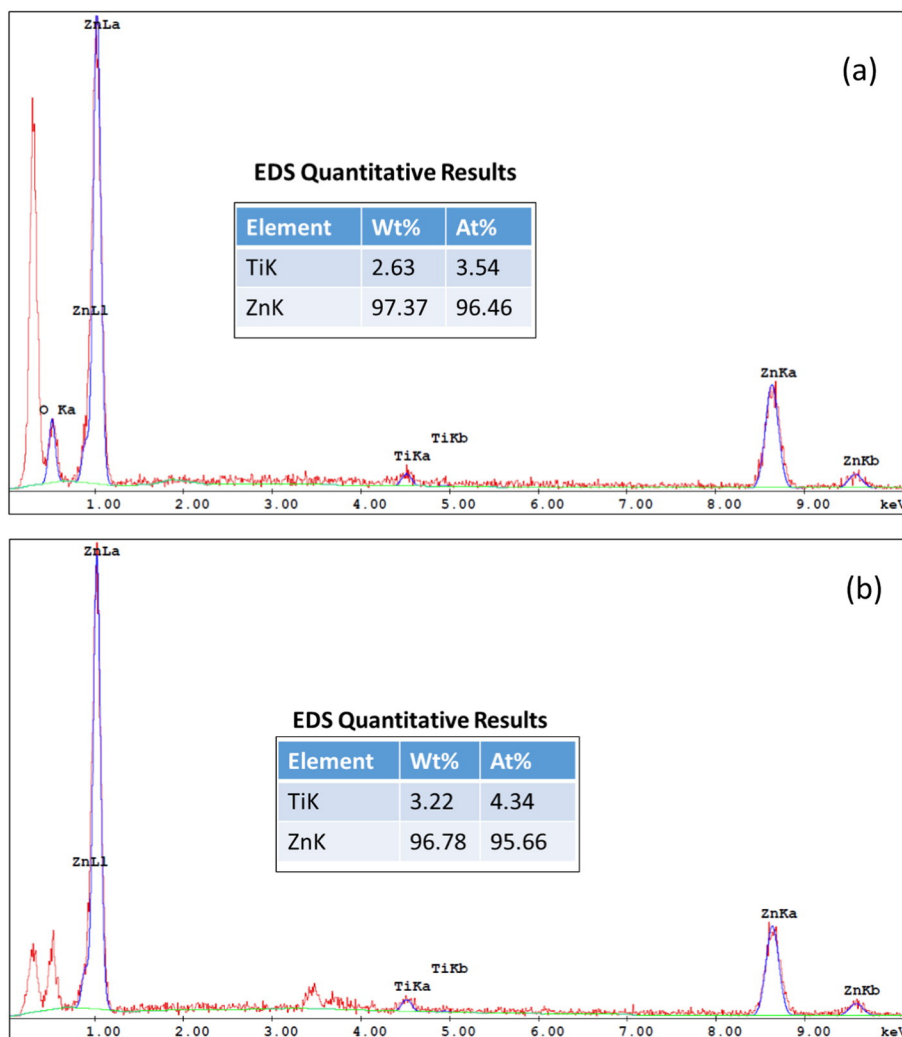 ZnLa
(a)
EDS Quantitative Results
Element Wt% At%
TiK 2.63 3.54
ZnK 97.37 96.46
ZnLl
ZnKa
O Ka
TiKb
TiKa
ZnKb
1.00 2.00 3.00 4.00 5.00 6.00 7.00 8.00 9.00 keV
ZnLa
(b)
EDS Quantitative Results
Element Wt% At%
TiK 3.22 4.34
ZnK 96.78 95.66
ZnLl
ZnKa
TiKb
TiKa
ZnKb
1.00 2.00 3.00 4.00 5.00 6.00 7.00 8.00 9.00 keV